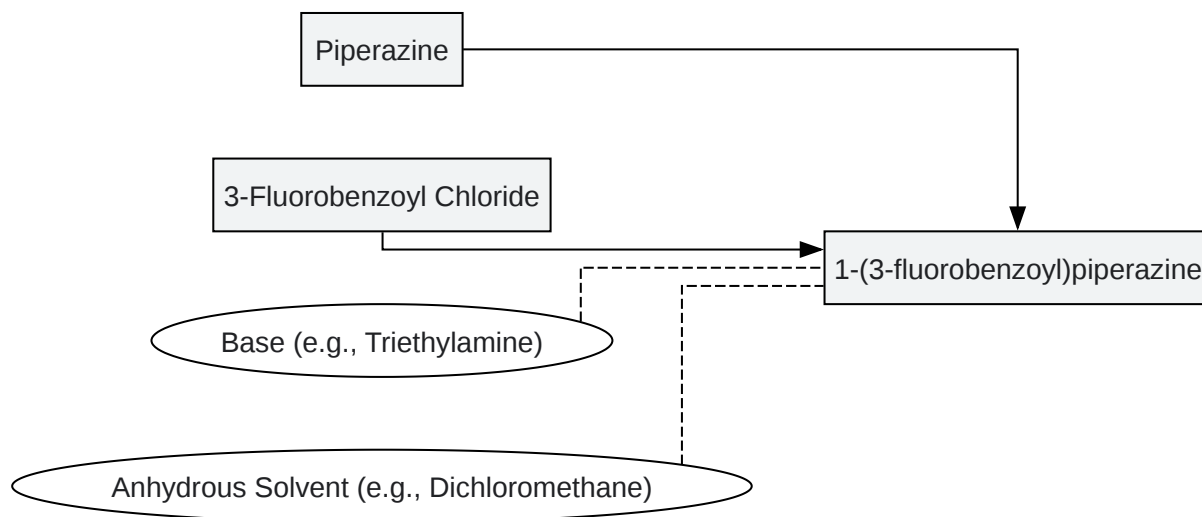 Piperazine
3-Fluorobenzoyl Chloride
1-(3-fluorobenzoyl)piperazine
Base (e.g., Triethylamine)
Anhydrous Solvent (e.g., Dichloromethane)